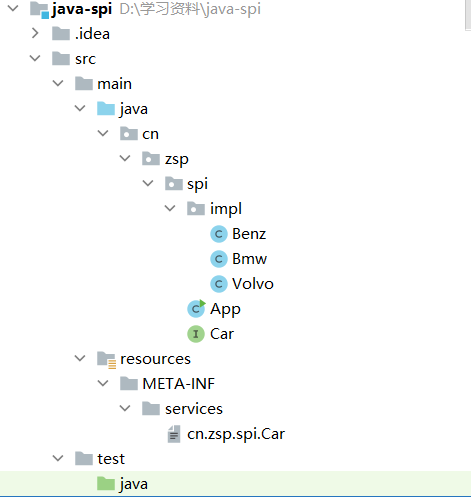 java-spi D:\学习资料\java-spi
.idea
src
main
java
cn
zsp
spi
impl
C Benz
C Bmw
C Volvo
C App
I Car
resources
META-INF
services
cn.zsp.spi.Car
test
java